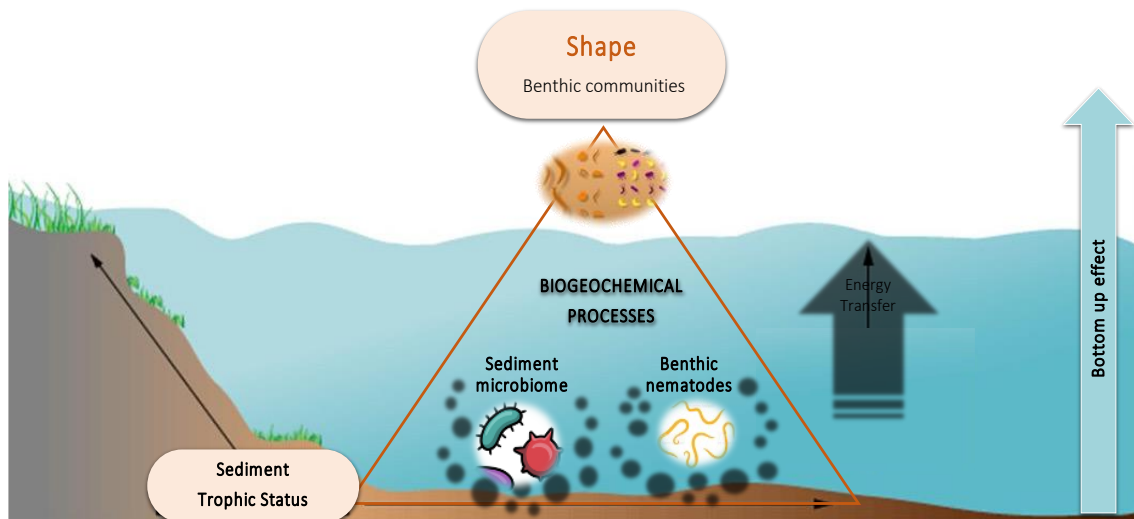 Shape
Benthic communities
BIOGEOCHEMICAL
PROCESSES
Energy
Transfer
Sediment
microbiome
Benthic
nematodes
Bottom up effect
Sediment
Trophic Status